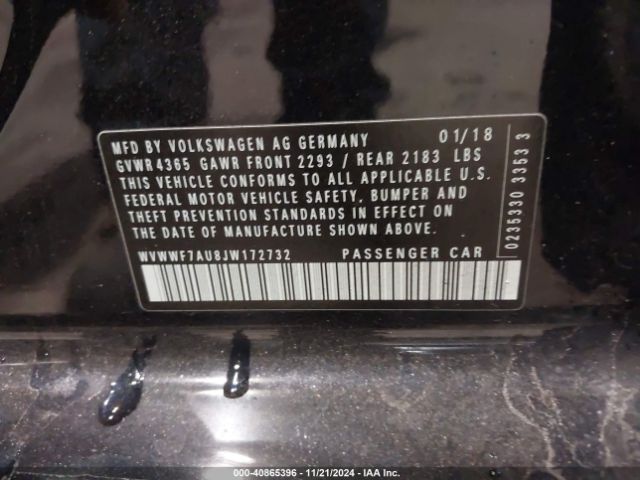 MFD BY VOLKSWAGEN AG GERMANY 01/18
GVWR 4365 GAWR FRONT 2293 / REAR 2183 LBS
THIS VEHICLE CONFORMS TO ALL APPLICABLE U.S.
FEDERAL MOTOR VEHICLE SAFETY, BUMPER AND
THEFT PREVENTION STANDARDS IN EFFECT ON
THE DATE OF MANUFACTURE SHOWN ABOVE.
WVWWF7AU8JW172732 PASSENGER CAR
0235330 3353 3
000-40865396 - 11/21/2024 - IAA Inc.